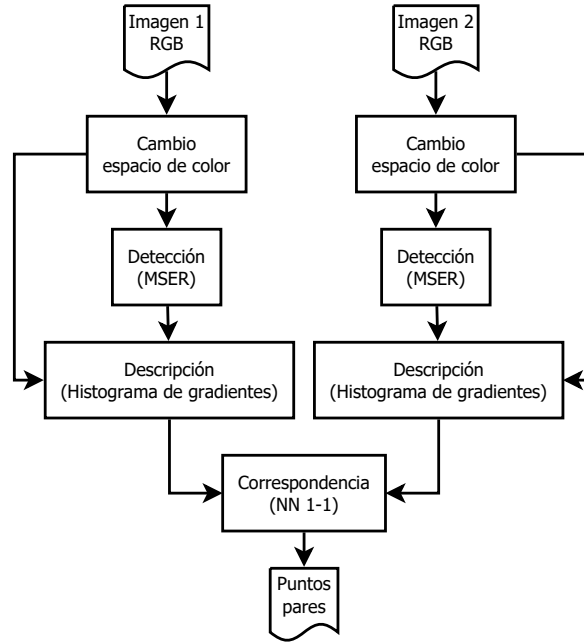 Imagen 1
RGB
Imagen 2
RGB
Cambio
espacio de color
Cambio
espacio de color
Detección
(MSER)
Detección
(MSER)
Descripción
(Histograma de gradientes)
Descripción
(Histograma de gradientes)
Correspondencia
(NN 1-1)
Puntos
pares